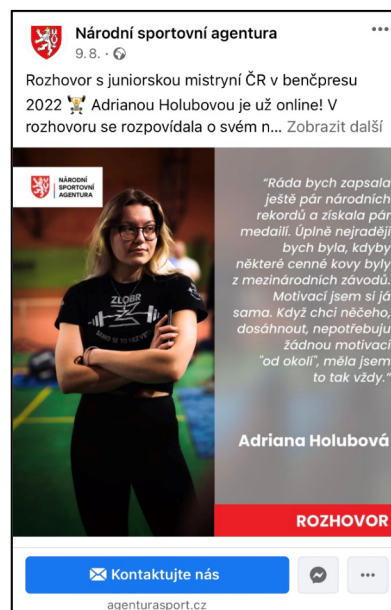 Národní sportovní agentura
9. 8.
Rozhovor s juniorskou mistryní ČR v benčpresu
2022 Adrianou Holubovou je už online! V
rozhovoru se rozpovídala o svém n... Zobrazit další
NÁRODNÍ
SPORTOVNÍ
AGENTURA
"Ráda bych zapsala
ještě pár národních
rekordů a získala pár
medailí. Úplně nejraději
bych byla, kdyby
některé cenné kovy byly
z mezinárodních závodů.
Motivací jsem si já
sama. Když chci něčeho,
dosáhnout, nepotřebuju
žádnou motivaci
"od okolí", měla jsem
to tak vždy."
ZLOBR
Adriana Holubová
ROZHOVOR
Kontaktujte nás
agenturasport.cz